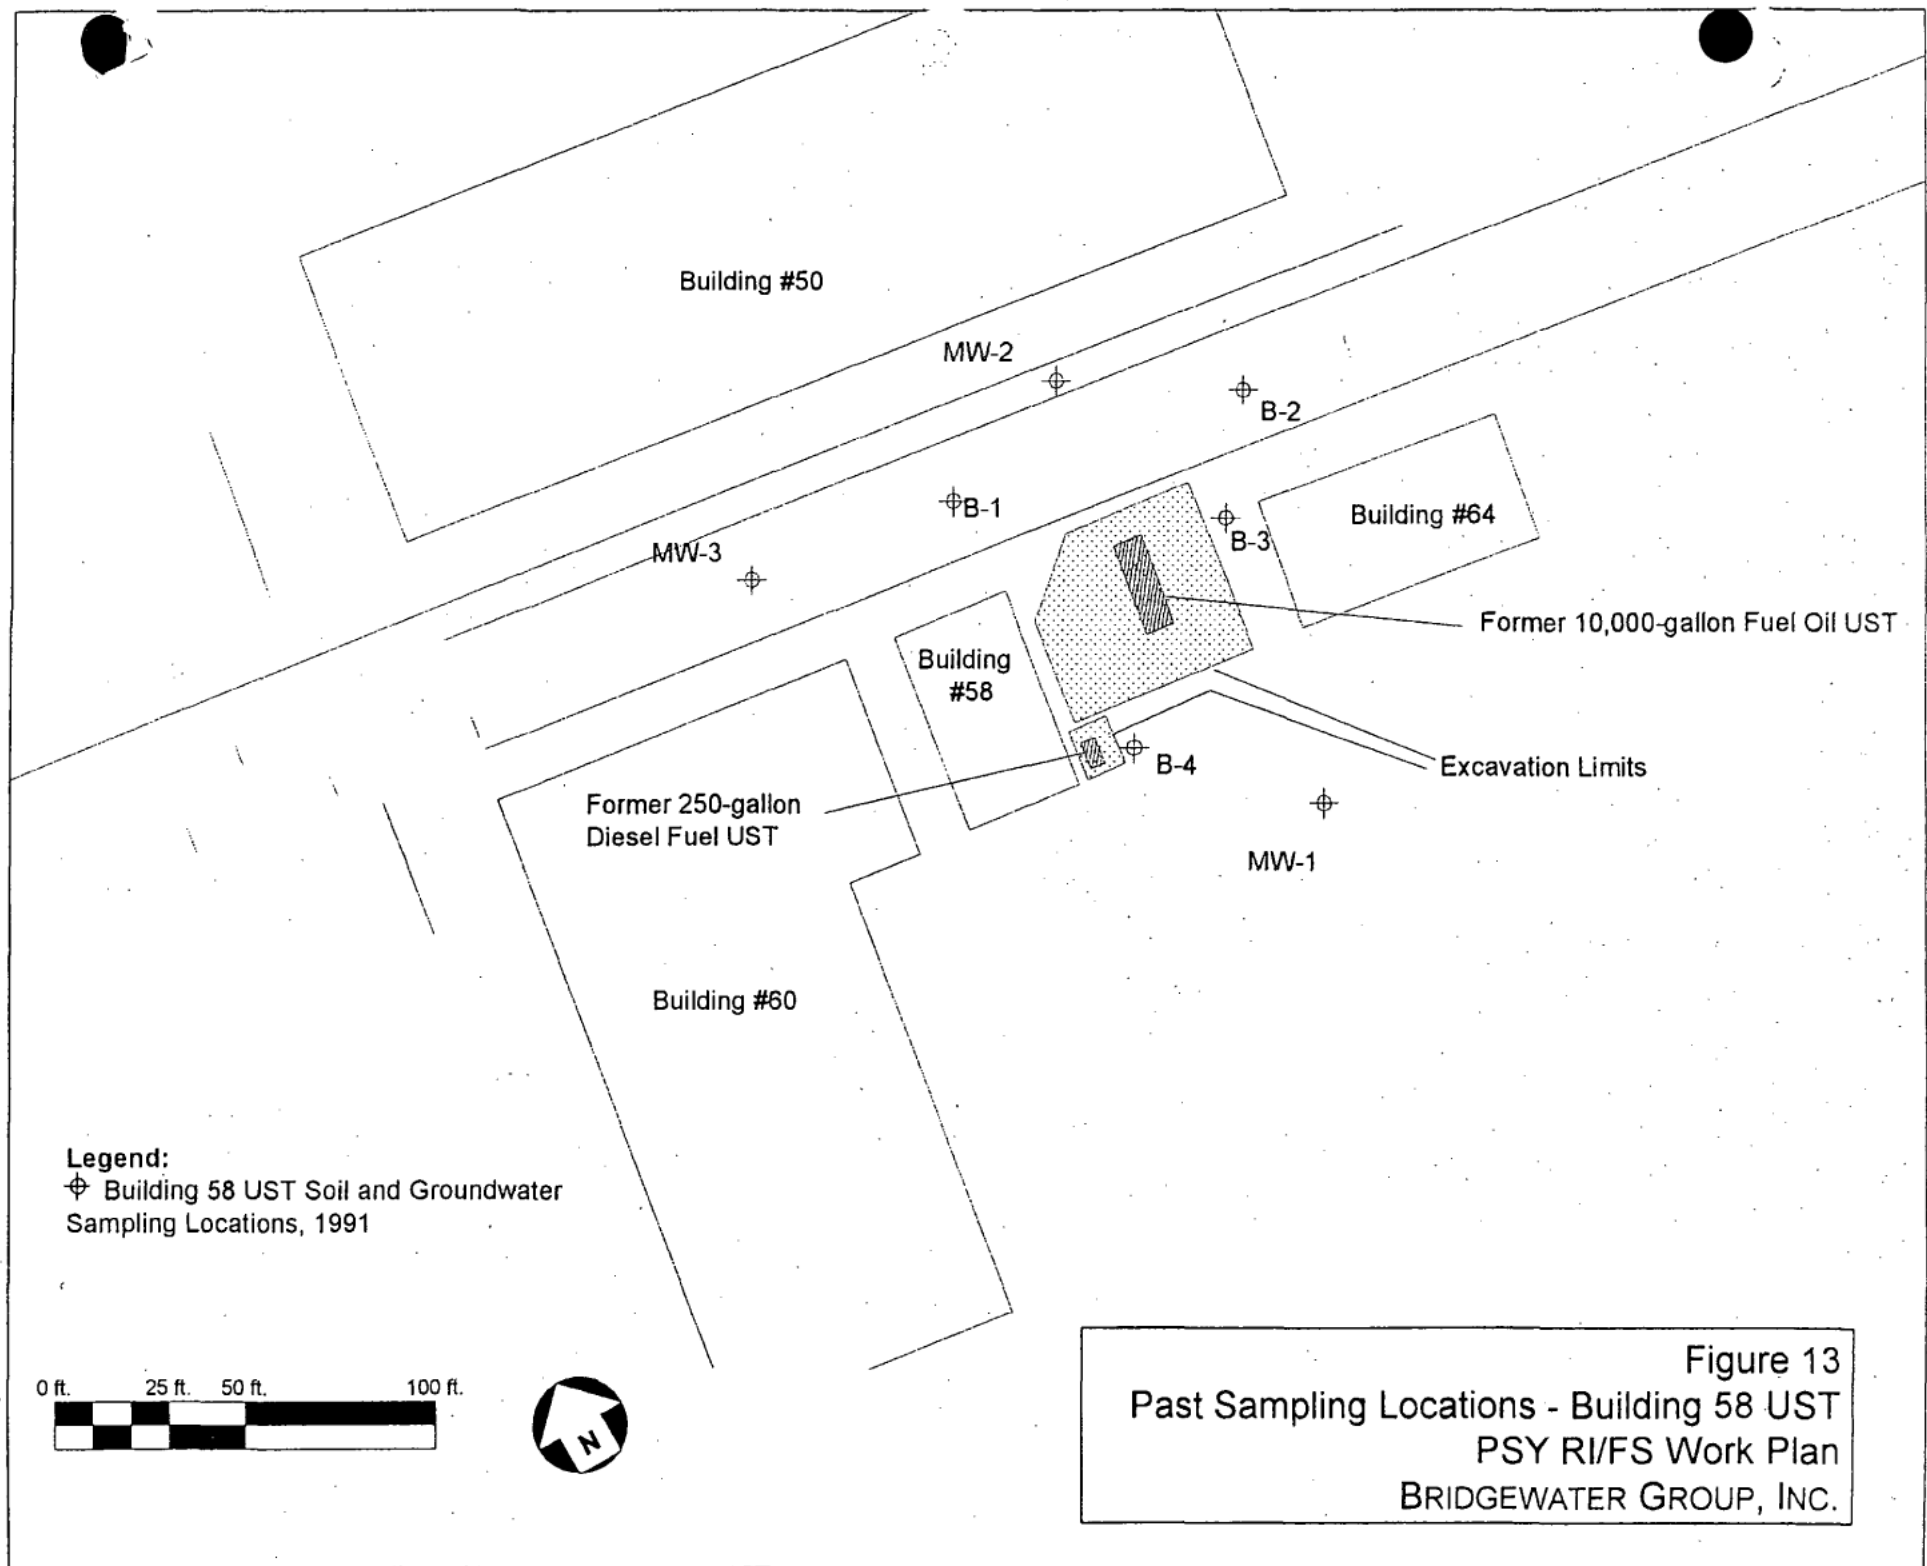 Building #50
MW-2
B-2
B-1
Building #64
MW-3
B-3
Former 10,000-gallon Fuel Oil UST
Building
#58
B-4
Excavation Limits
Former 250-gallon
Diesel Fuel UST
MW-1
Building #60
Legend:
Building 58 UST Soil and Groundwater
Sampling Locations, 1991
0 ft. 25 ft. 50 ft. 100 ft.
N
Figure 13
Past Sampling Locations - Building 58 UST
PSY RI/FS Work Plan
BRIDGEWATER GROUP, INC.